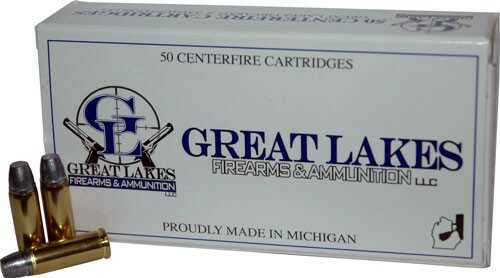 50 CENTERFIRE CARTRIDGES
GL
GREAT LAKES
FIREARMS & AMMUNITION
LLC
GREAT LAKES
FIREARMS & AMMUNITION LLC
PROUDLY MADE IN MICHIGAN